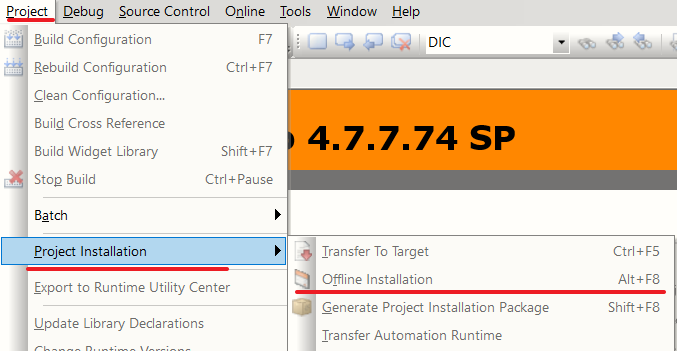 Project Debug Source Control Online Tools Window Help
Build Configuration F7
Rebuild Configuration Ctrl+F7 DIC
Clean Configuration...
Build Cross Reference
Build Widget Library Shift+F7 4.7.7.74 SP
Stop Build Ctrl+Pause
Batch
Project Installation Transfer To Target Ctrl+F5
Offline Installation Alt+F8
Export to Runtime Utility Center
Generate Project Installation Package Shift+F8
Update Library Declarations
Transfer Automation Runtime
Change Runtime Versions